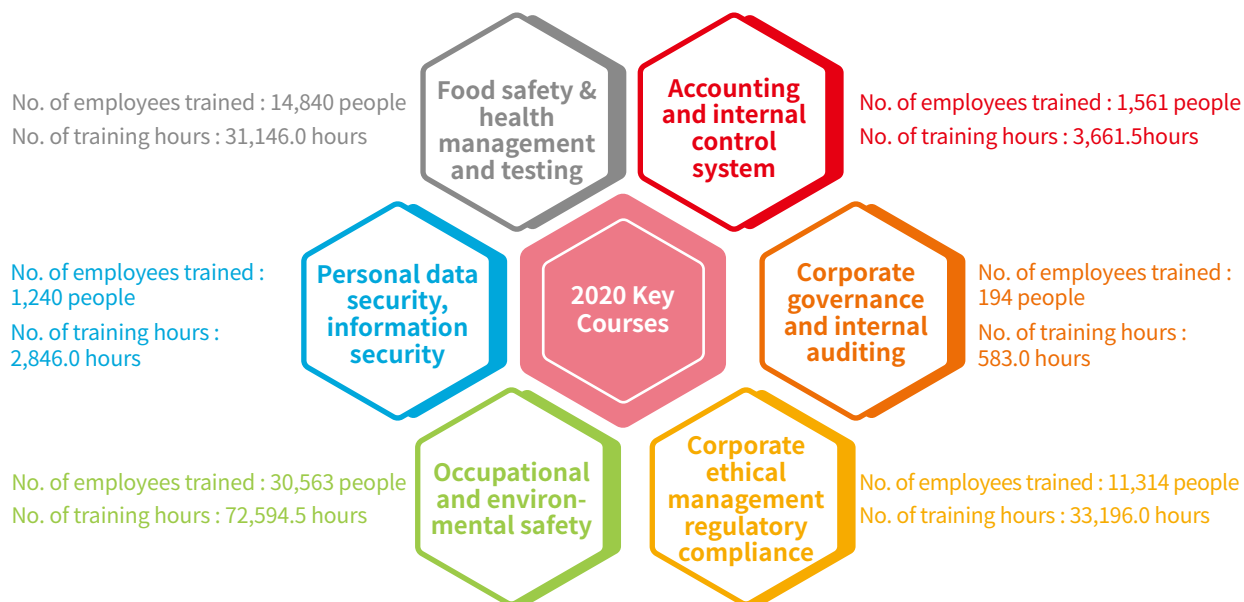 Food safety &
health
management
and testing
No. of employees trained : 14,840 people
No. of training hours : 31,146.0 hours
Accounting
and internal
control
system
No. of employees trained : 1,561 people
No. of training hours : 3,661.5hours
Personal data
security,
information
security
No. of employees trained :
1,240 people
No. of training hours :
2,846.0 hours
2020 Key
Courses
Corporate
governance
and internal
auditing
No. of employees trained :
194 people
No. of training hours :
583.0 hours
Occupational
and environ-
mental safety
No. of employees trained : 30,563 people
No. of training hours : 72,594.5 hours
Corporate
ethical
management
regulatory
compliance
No. of employees trained : 11,314 people
No. of training hours : 33,196.0 hours